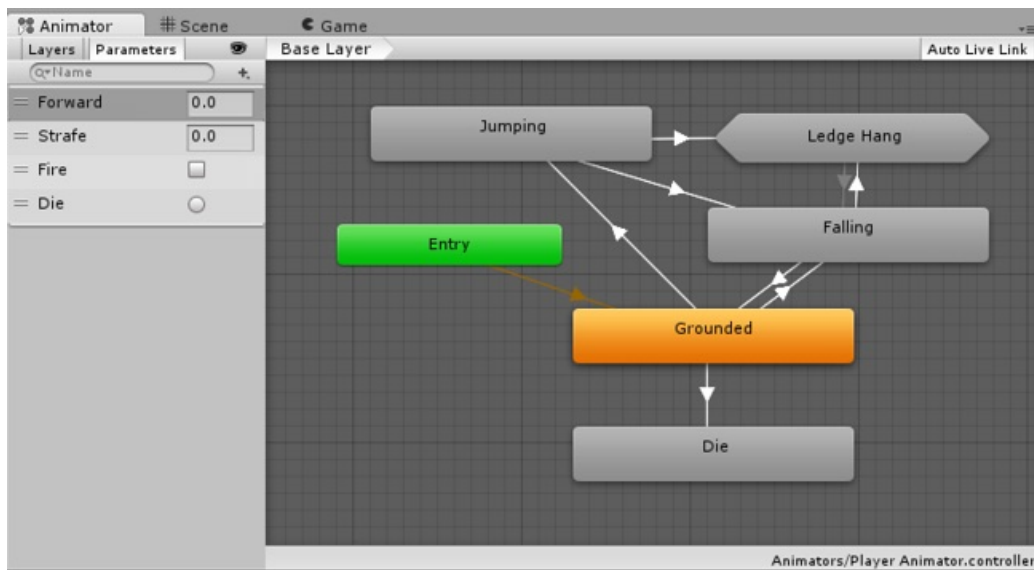 Animator
Scene
Game
Layers
Parameters
Base Layer
Auto Live Link
Name
Forward
0.0
Strafe
0.0
Fire
Die
Jumping
Ledge Hang
Falling
Entry
Grounded
Die
Animators/Player Animator.controller